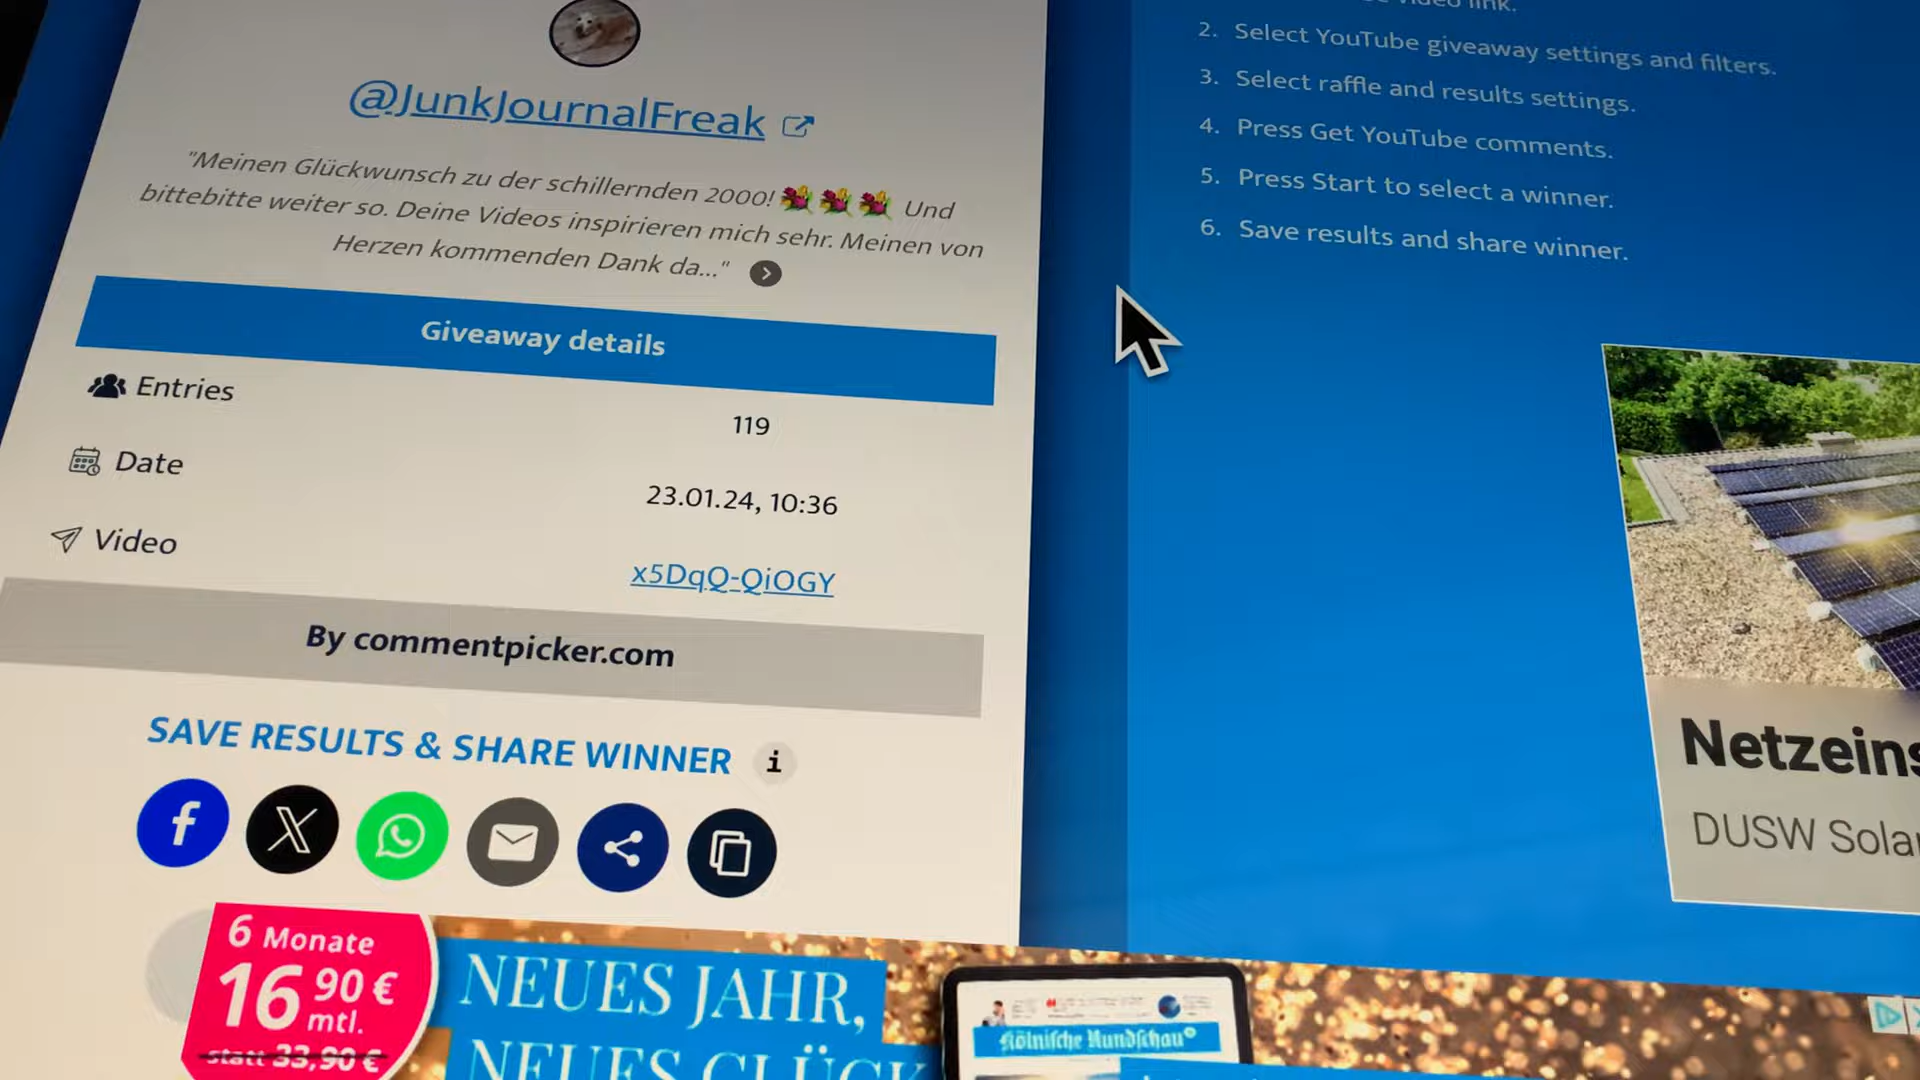 @JunkJournalFreak
"Meinen Glückwunsch zu der schillernden 2000! 💐💐💐 Und
bittebitte weiter so. Deine Videos inspirieren mich sehr. Meinen von
Herzen kommenden Dank da..."
Giveaway details
Entries
119
Date
23.01.24, 10:36
Video
x5DqQ-QiOGY
By commentpicker.com
SAVE RESULTS & SHARE WINNER
6 Monate
16 90 €
mtl.
statt 33,90 €
NEUES JAHR,
NEUES GLÜCK
Kölnische Rundschau
link.
2. Select YouTube giveaway settings and filters.
3. Select raffle and results settings.
4. Press Get YouTube comments.
5. Press Start to select a winner.
6. Save results and share winner.
Netzeins
DUSW Solar